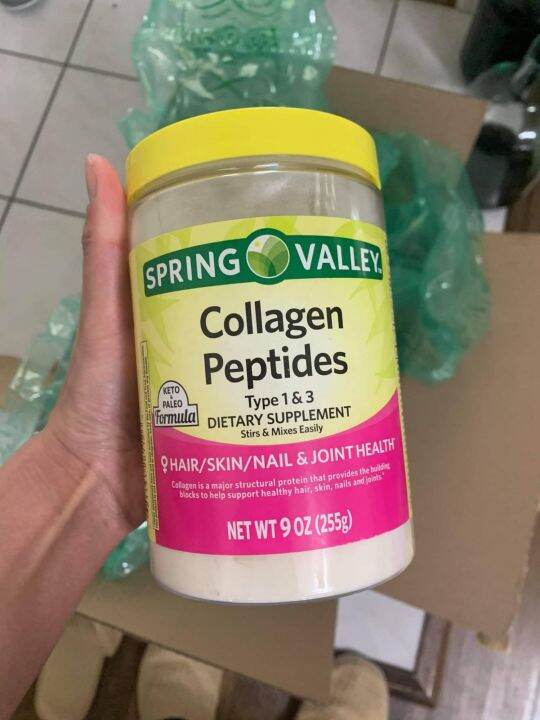 SPRING VALLEY
Collagen
Peptides
Type 1 & 3
DIETARY SUPPLEMENT
Stirs & Mixes Easily
KETO
&
PALEO
Formula
HAIR/SKIN/NAIL & JOINT HEALTH*
Collagen is a major structural protein that provides the building
blocks to help support healthy hair, skin, nails and joints.*
NET WT 9 OZ (255g)